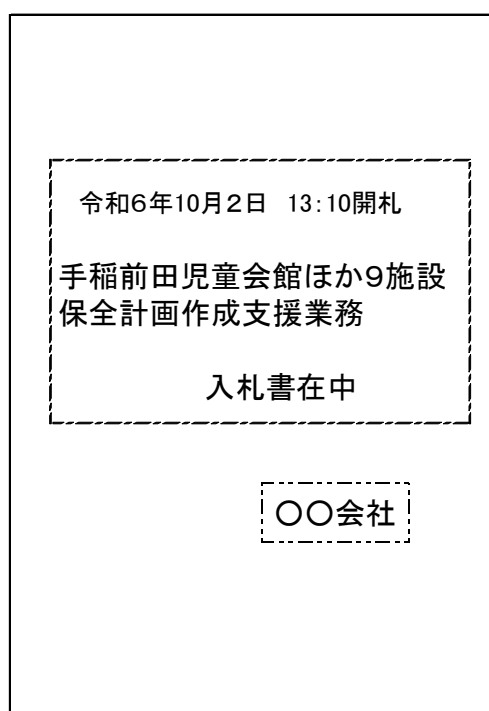 令和6年10月2日　13:10開札
手稲前田児童会館ほか9施設
保全計画作成支援業務
入札書在中
〇〇会社